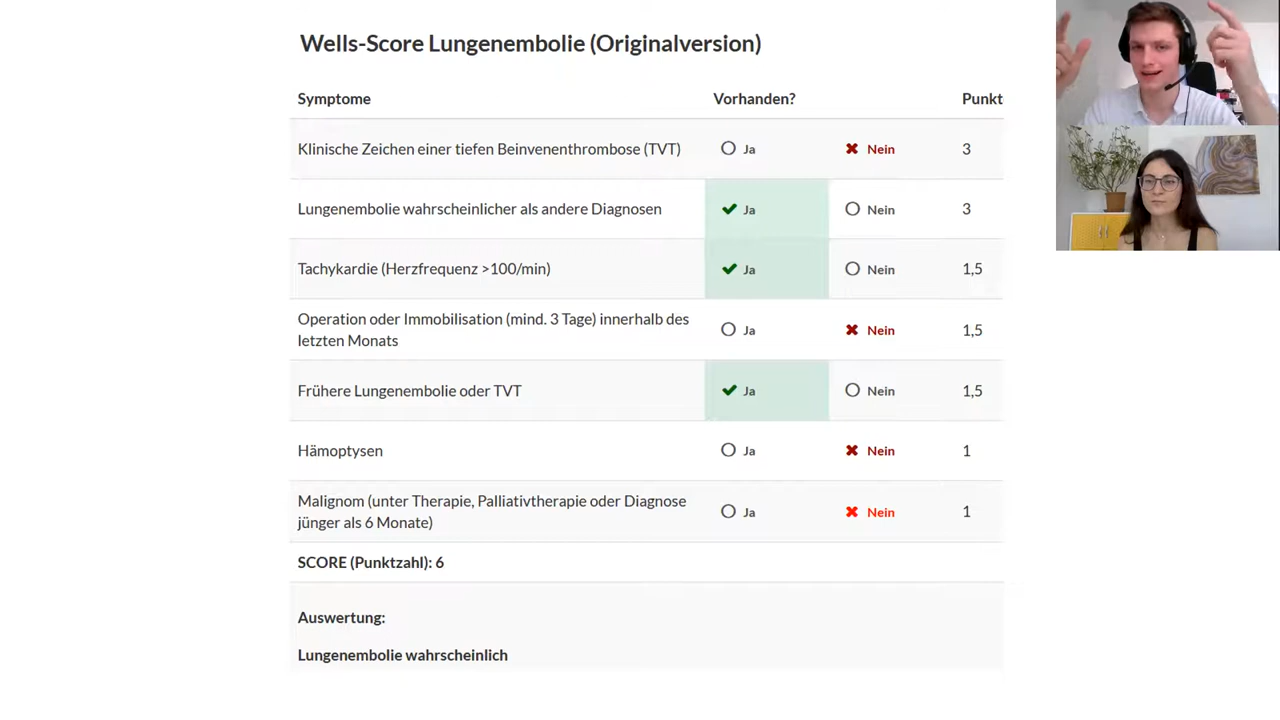 Wells-Score Lungenembolie (Originalversion)
Symptome Vorhanden? Punkt
Klinische Zeichen einer tiefen Beinvenenthrombose (TVT) Ja Nein 3
Lungenembolie wahrscheinlicher als andere Diagnosen Ja Nein 3
Tachykardie (Herzfrequenz >100/min) Ja Nein 1,5
Operation oder Immobilisation (mind. 3 Tage) innerhalb des
letzten Monats Ja Nein 1,5
Frühere Lungenembolie oder TVT Ja Nein 1,5
Hämoptysen Ja Nein 1
Malignom (unter Therapie, Palliativtherapie oder Diagnose
jünger als 6 Monate) Ja Nein 1
SCORE (Punktzahl): 6
Auswertung:
Lungenembolie wahrscheinlich